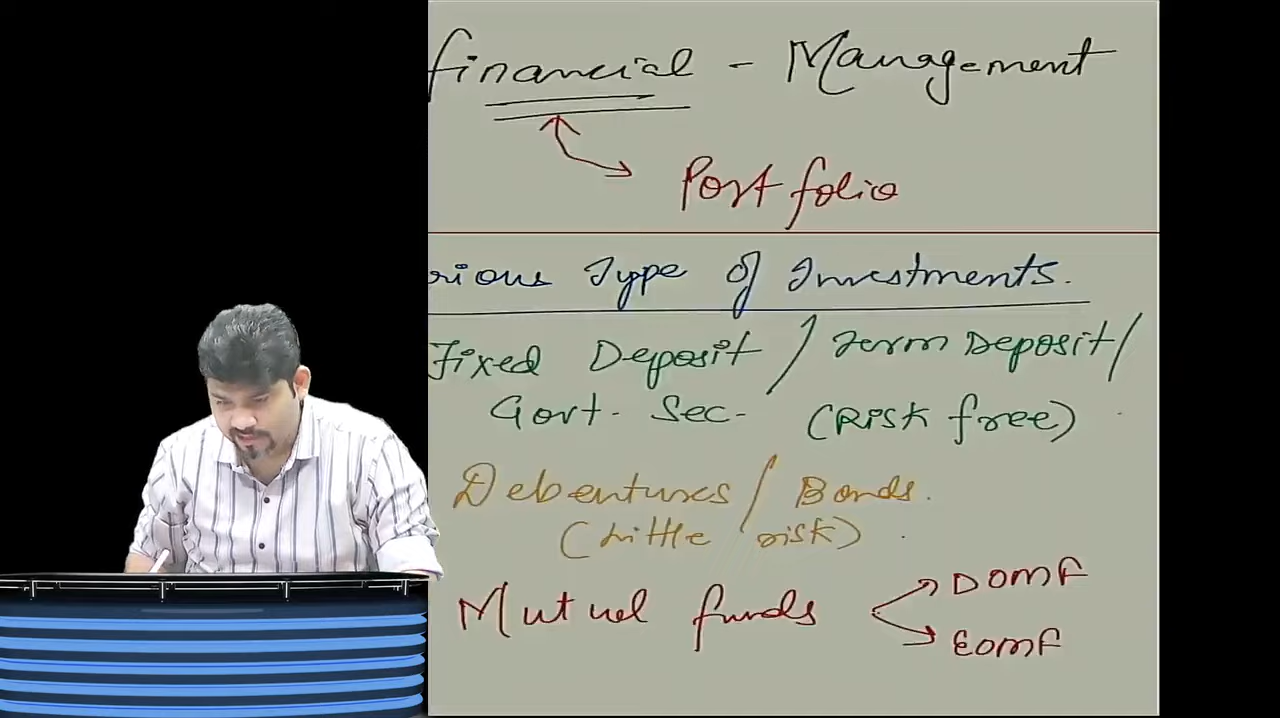 financial - Management
Portfolio
rious Type of Investments.
Fixed Deposit / Term Deposit /
Govt. Sec- (Risk free)
Debentures / Bonds.
(Little risk).
Mutuel funds
DOMF
EOMF